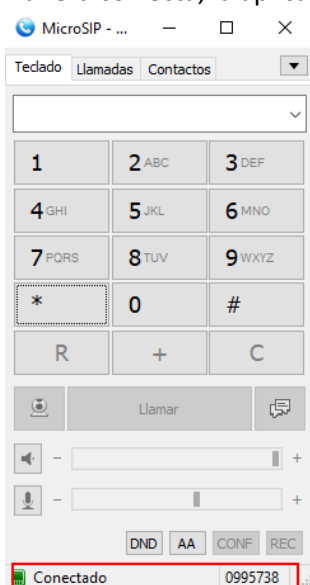 MicroSIP - ...
Teclado Llamadas Contactos
1 2 ABC 3 DEF
4 GHI 5 JKL 6 MNO
7 PQRS 8 TUV 9 WXYZ
* 0 #
R + C
Llamar
- +
- +
DND AA CONF REC
Conectado 0995738